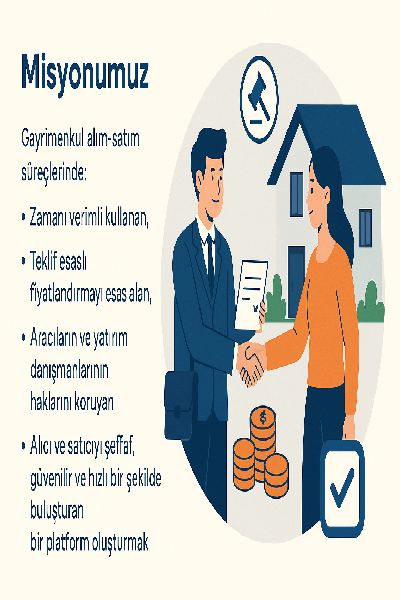 Misyonumuz
Gayrimenkul alım-satım
süreçlerinde:
• Zamanı verimli kullanan,
• Teklif esaslı
fiyatlandırmayı esas alan,
• Aracıların ve yatırım
danışmanlarının
haklarını koruyan
• Alıcı ve satıcıyı şeffaf,
güvenilir ve hızlı bir şekilde
buluşturan
bir platform oluşturmak
$